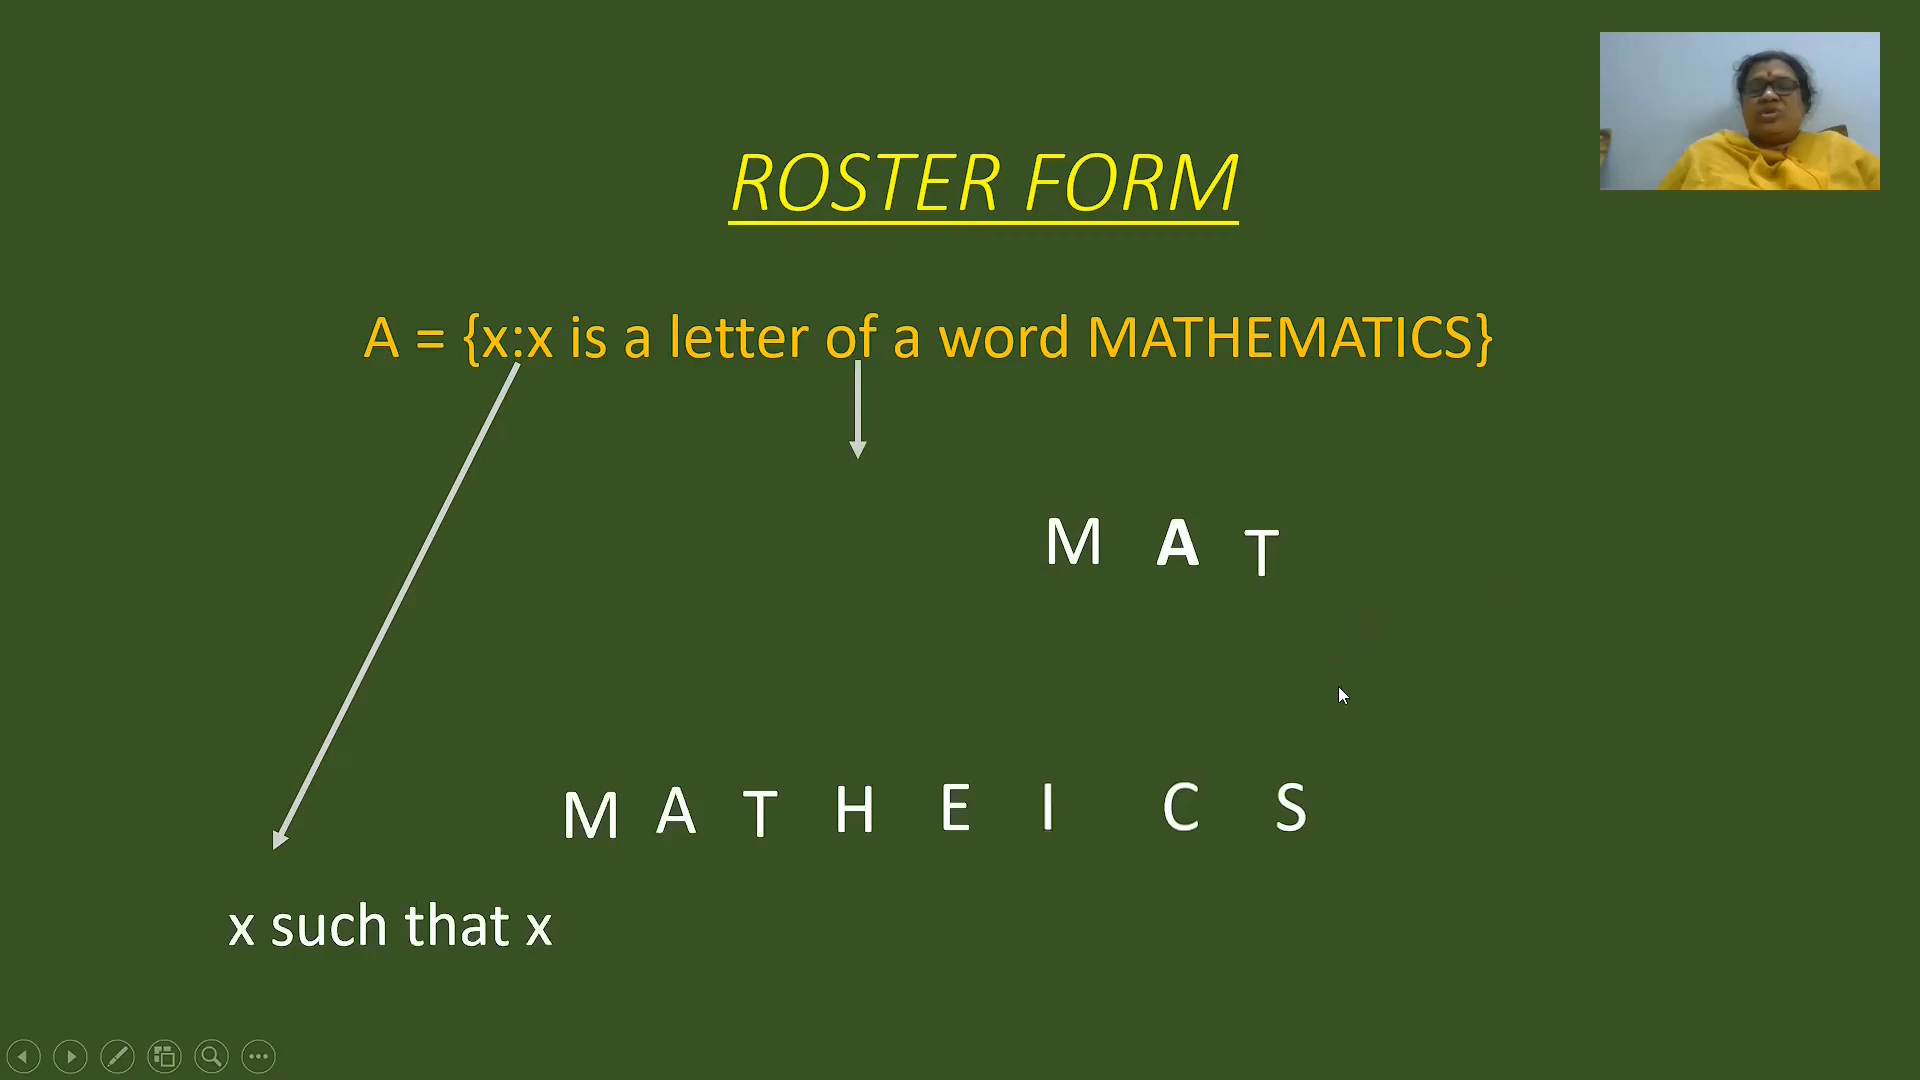 ROSTER FORM
A = {x:x is a letter of a word MATHEMATICS}
M A T
M A T H E I C S
x such that x